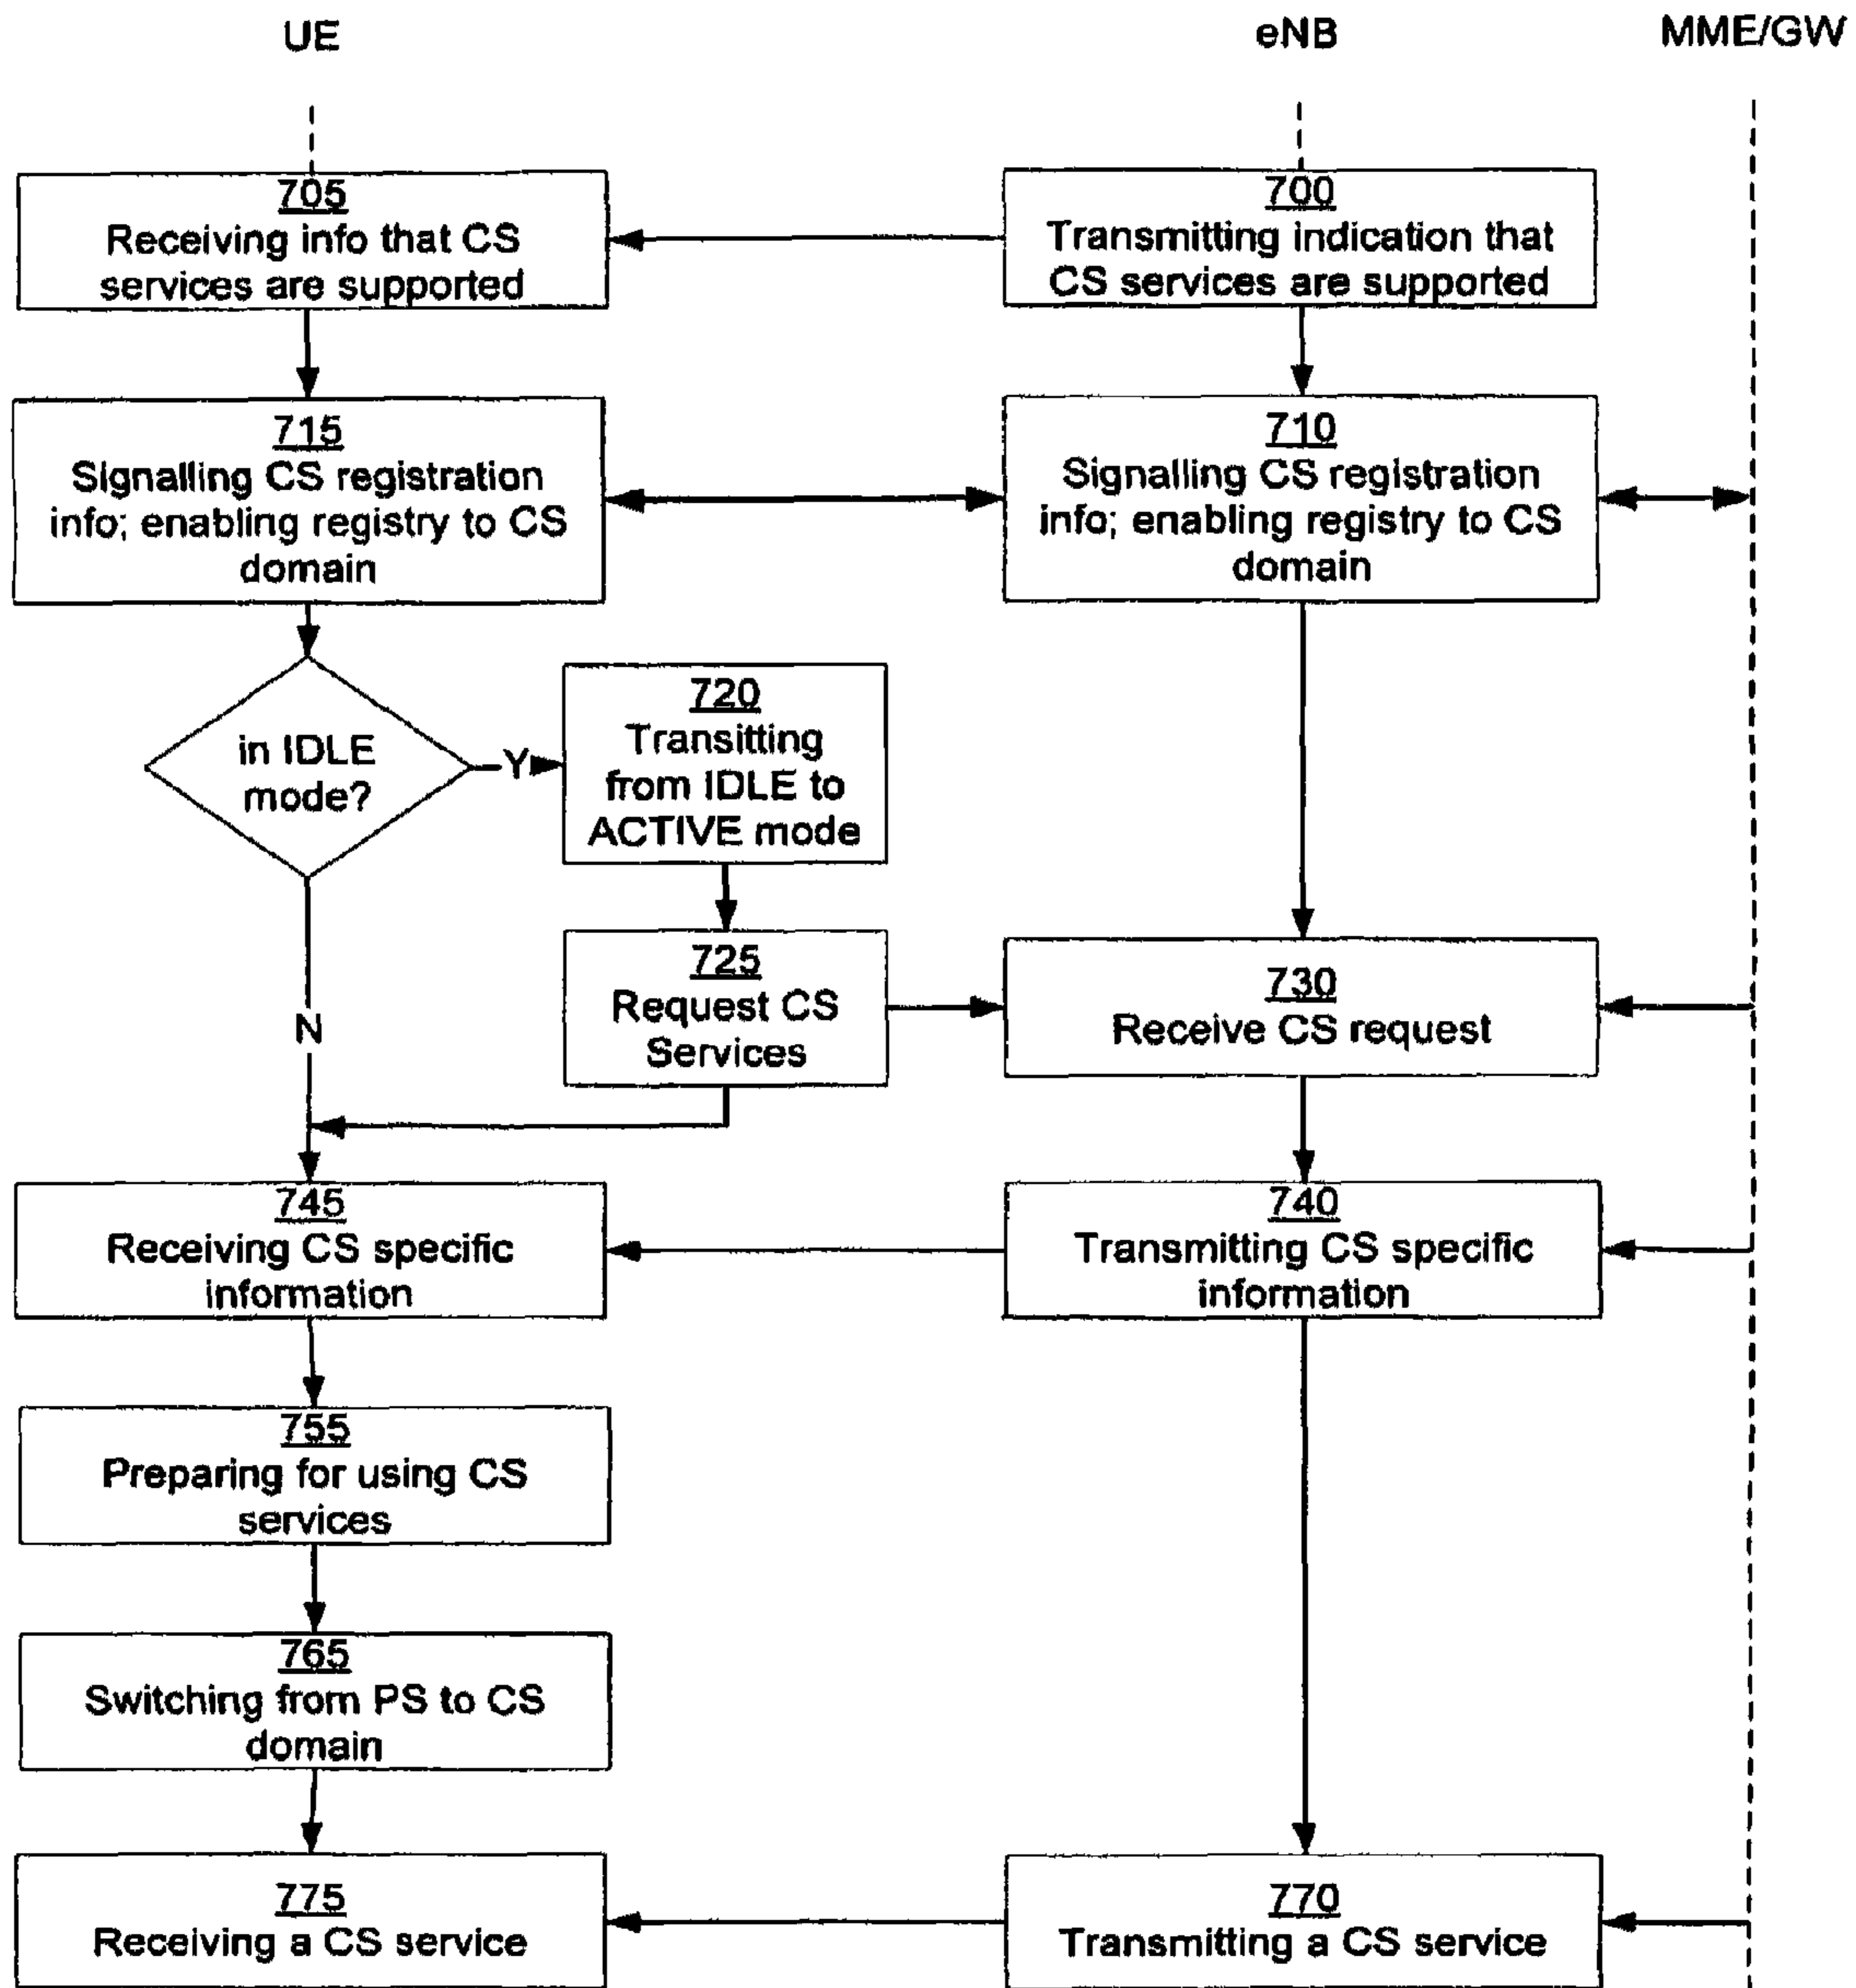 UE
eNB
MME/GW
705
Receiving info that CS
services are supported
700
Transmitting indication that
CS services are supported
715
Signalling CS registration
info; enabling registry to CS
domain
710
Signalling CS registration
info; enabling registry to CS
domain
in IDLE
mode?
Y
720
Transitting
from IDLE to
ACTIVE mode
N
725
Request CS
Services
730
Receive CS request
745
Receiving CS specific
information
740
Transmitting CS specific
information
755
Preparing for using CS
services
765
Switching from PS to CS
domain
775
Receiving a CS service
770
Transmitting a CS service